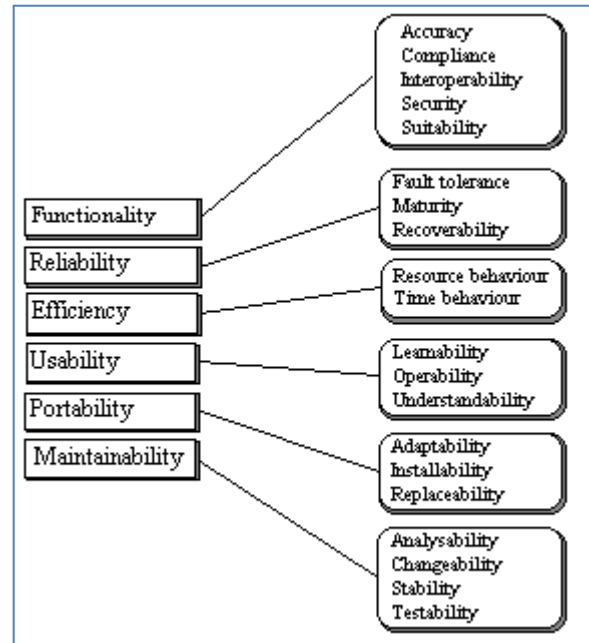 Functionality
Reliability
Efficiency
Usability
Portability
Maintainability
Accuracy
Compliance
Interoperability
Security
Suitability
Fault tolerance
Maturity
Recoverability
Resource behaviour
Time behaviour
Learnability
Operability
Understandability
Adaptability
Installability
Replaceability
Analysability
Changeability
Stability
Testability